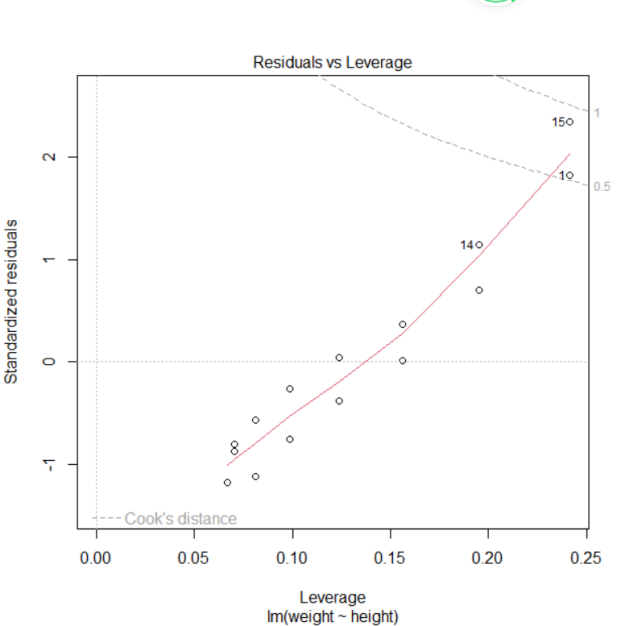 Residuals vs Leverage
Standardized residuals
2
1
0
-1
15
1
14
1
0.5
Cook's distance
0.00 0.05 0.10 0.15 0.20 0.25
Leverage
lm(weight ~ height)